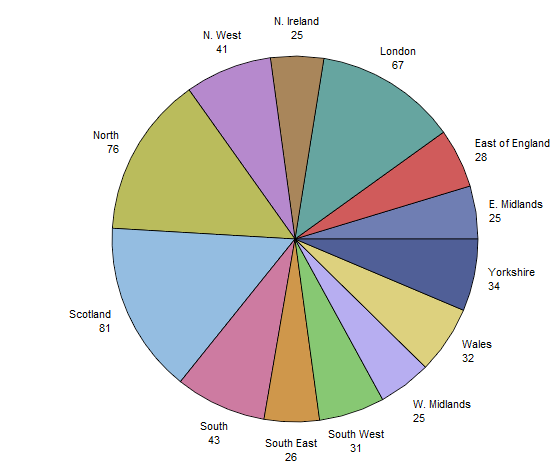 N. Ireland
25
N. West
41
London
67
North
76
East of England
28
E. Midlands
25
Yorkshire
34
Scotland
81
Wales
32
W. Midlands
25
South
43
South West
31
South East
26